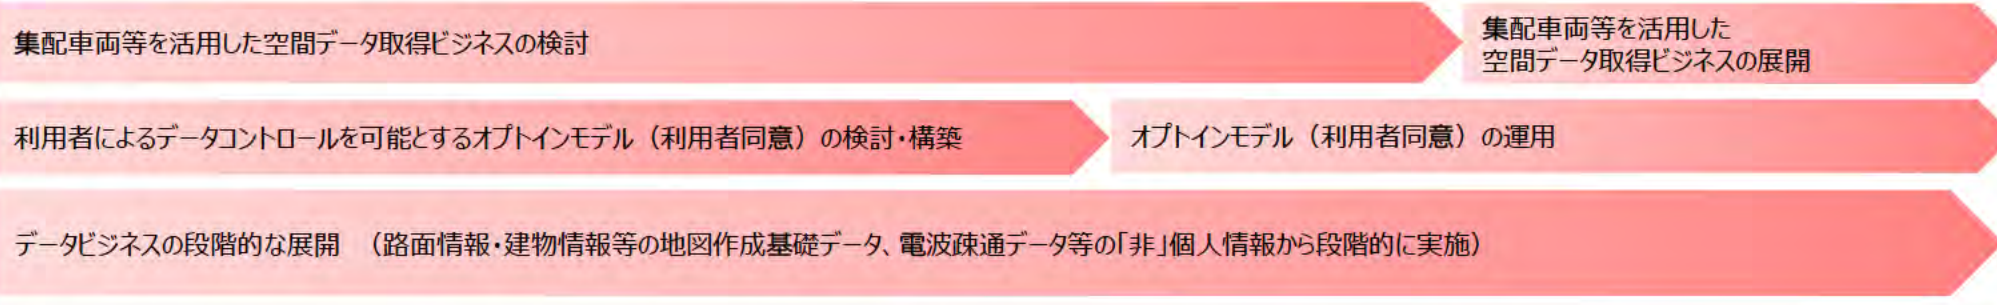 集配車両等を活用した空間データ取得ビジネスの検討
集配車両等を活用した
空間データ取得ビジネスの展開
利用者によるデータコントロールを可能とするオプトインモデル（利用者同意）の検討・構築
オプトインモデル（利用者同意）の運用
データビジネスの段階的な展開　（路面情報・建物情報等の地図作成基礎データ、電波疎通データ等の「非」個人情報から段階的に実施）